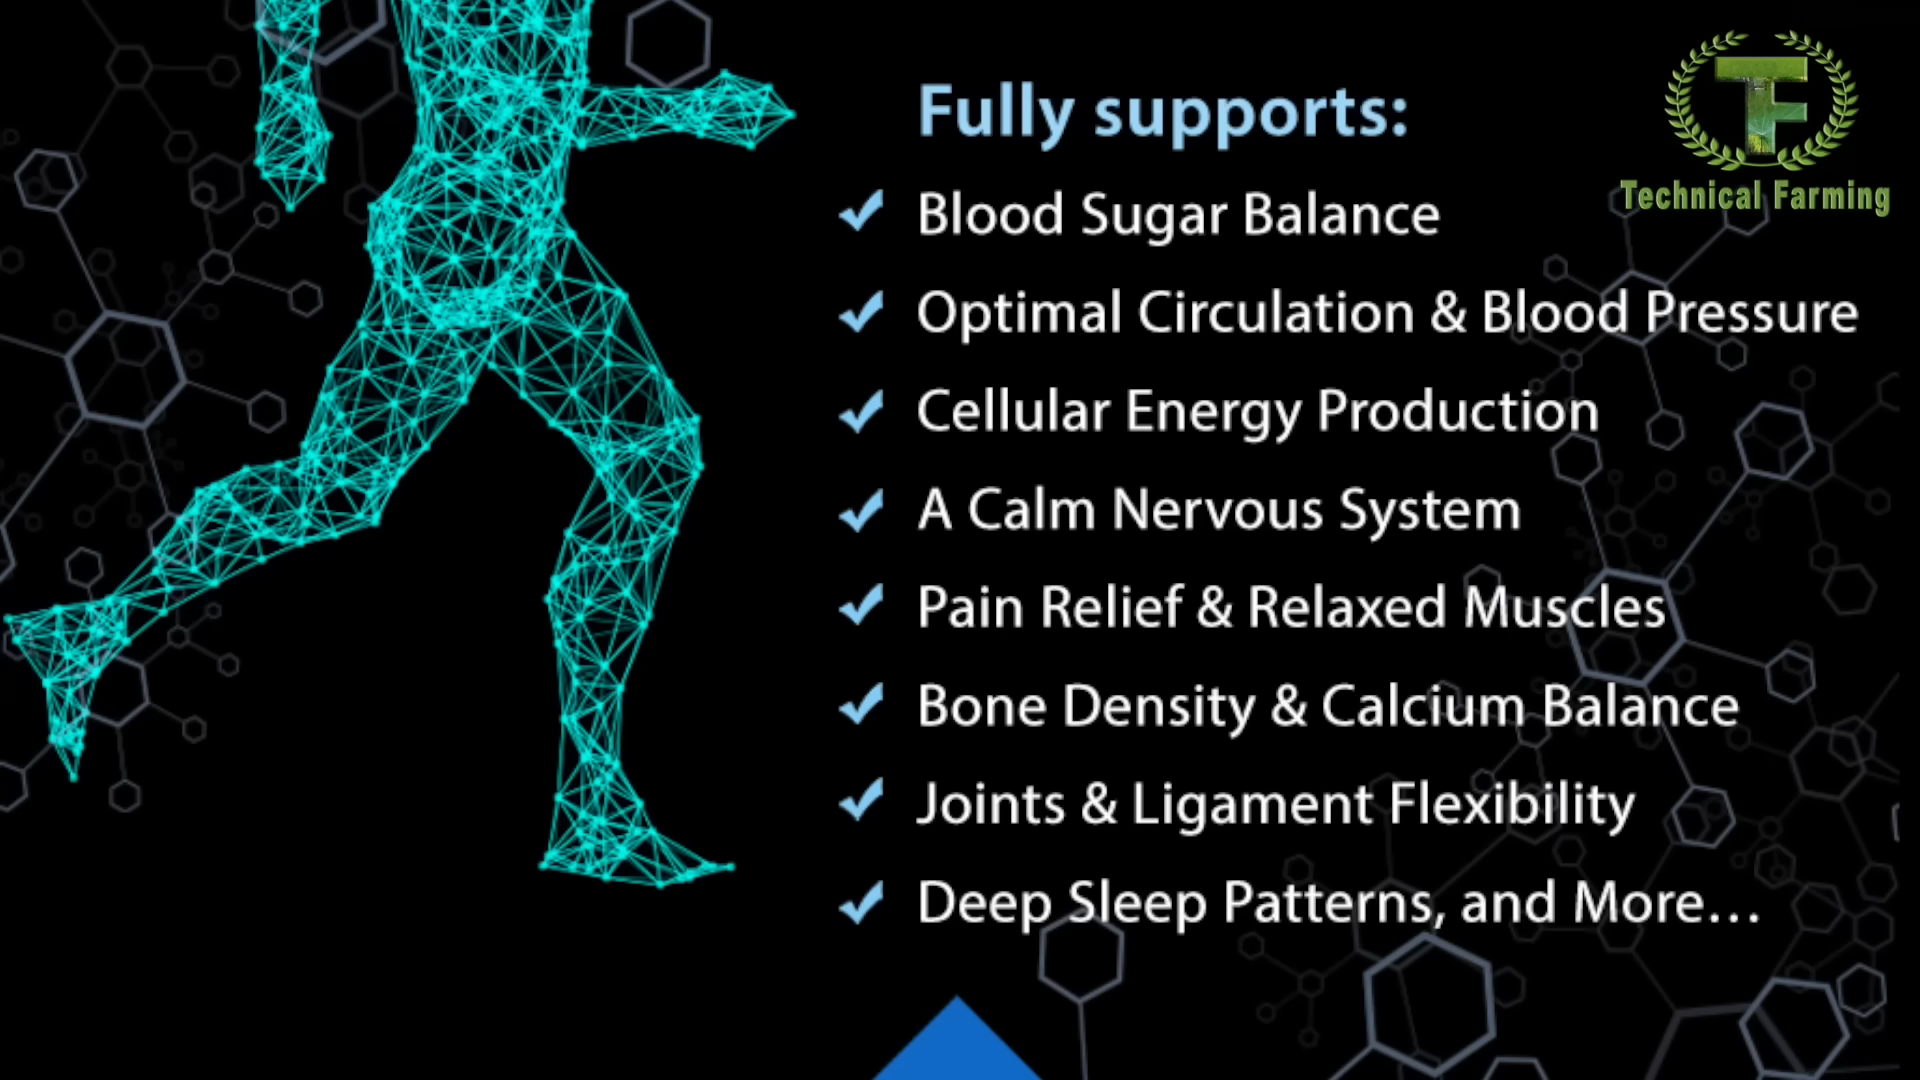 Fully supports:
Blood Sugar Balance
Optimal Circulation & Blood Pressure
Cellular Energy Production
A Calm Nervous System
Pain Relief & Relaxed Muscles
Bone Density & Calcium Balance
Joints & Ligament Flexibility
Deep Sleep Patterns, and More...
TF
Technical Farming